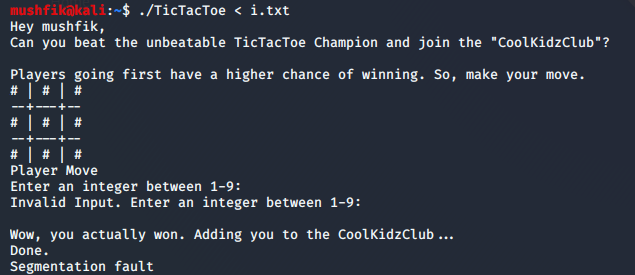 mushfik@kali:~$ ./TicTacToe < i.txt
Hey mushfik,
Can you beat the unbeatable TicTacToe Champion and join the "CoolKidzClub"?
Players going first have a higher chance of winning. So, make your move.
# | # | #
--+---+--
# | # | #
--+---+--
# | # | #
Player Move
Enter an integer between 1-9:
Invalid Input. Enter an integer between 1-9:
Wow, you actually won. Adding you to the CoolKidzClub...
Done.
Segmentation fault